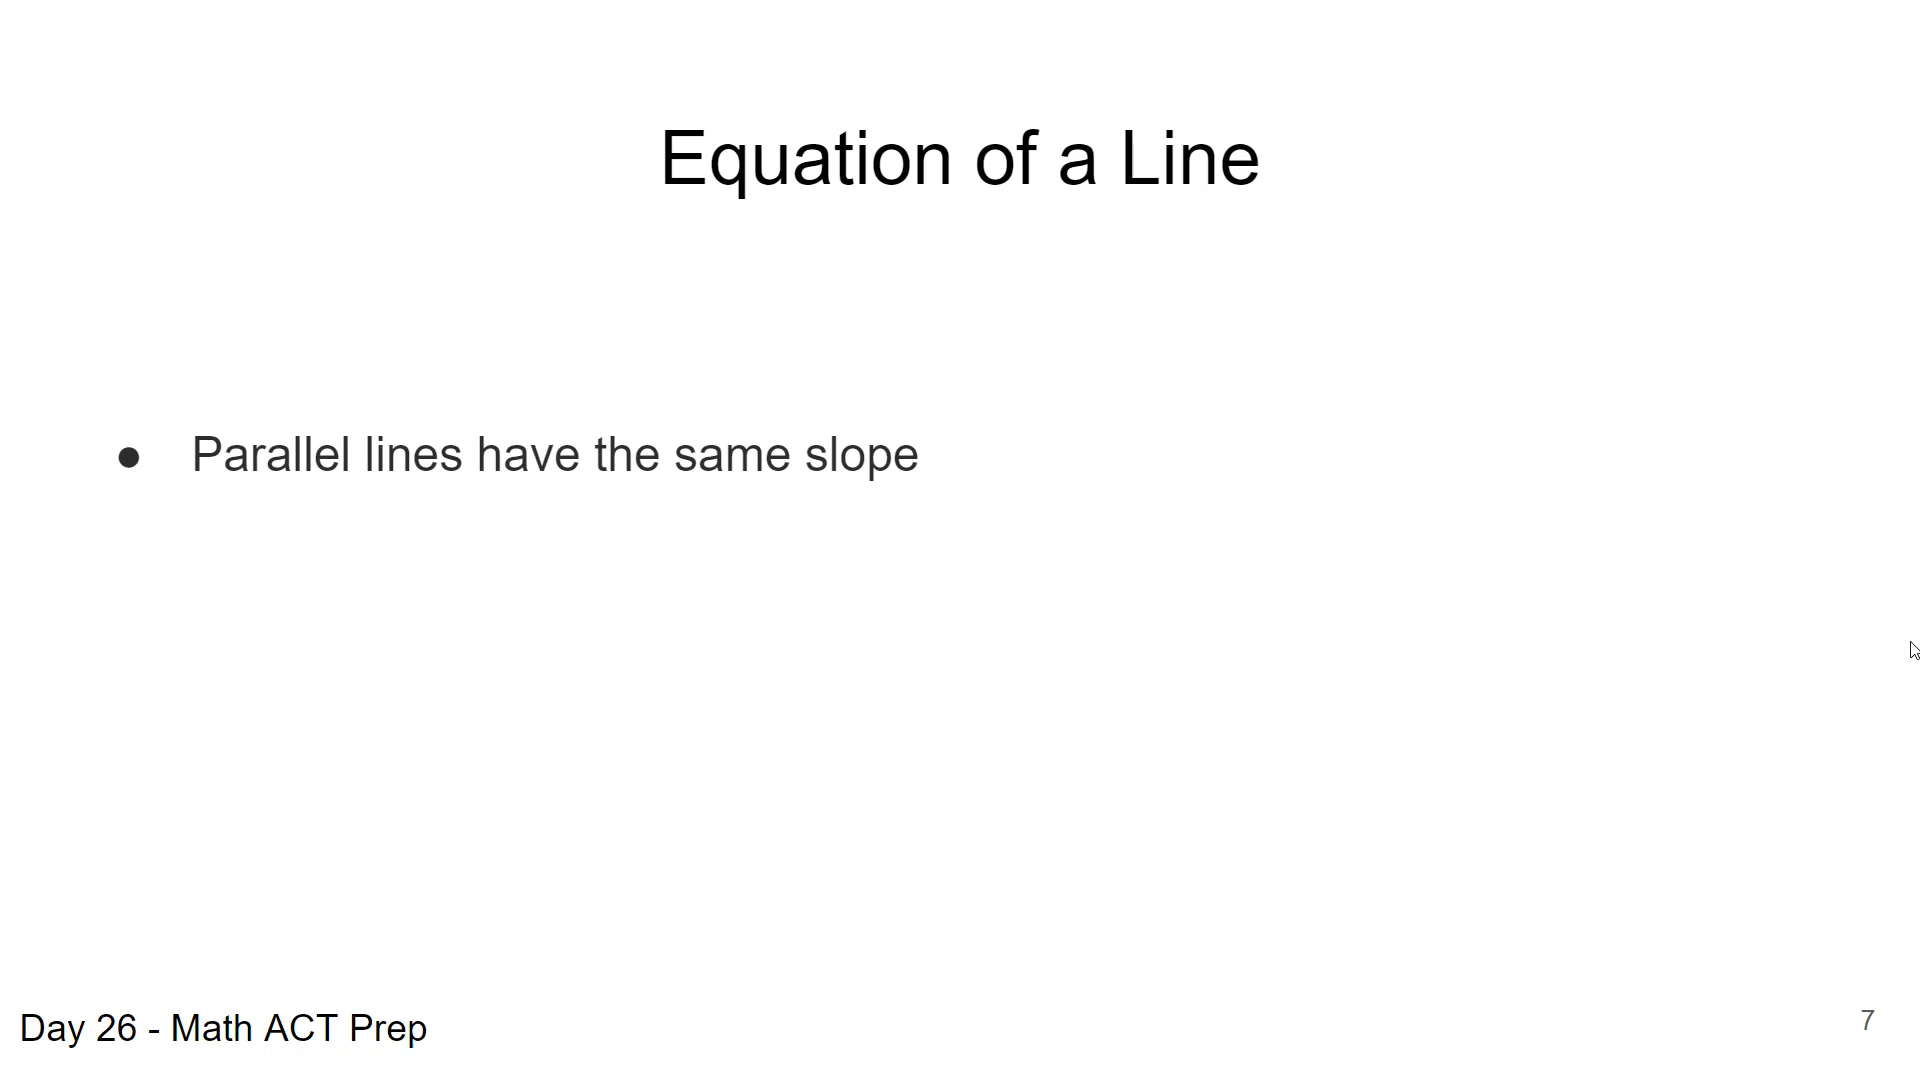 Equation of a Line
● Parallel lines have the same slope
Day 26 - Math ACT Prep
7